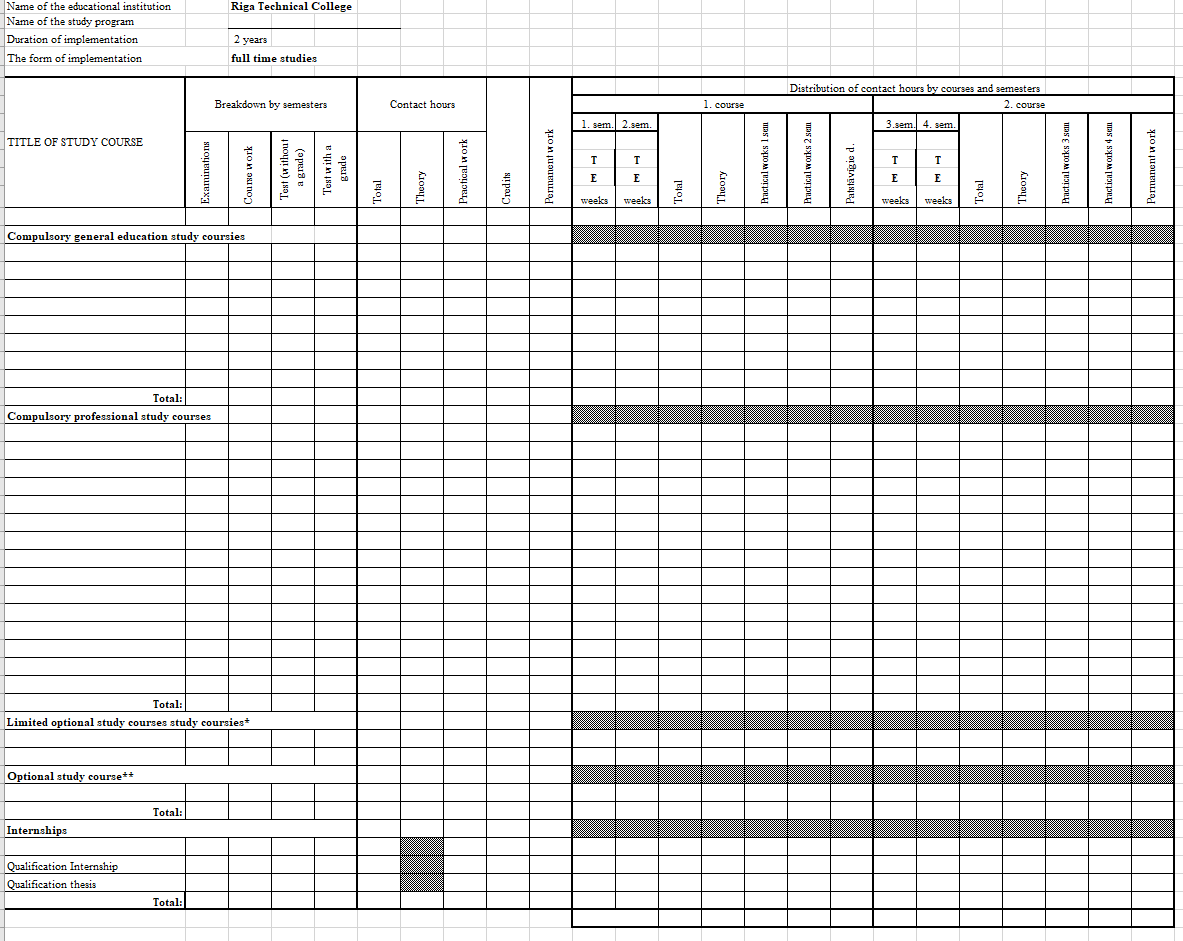 Name of the educational institution Riga Technical College
Name of the study program
Duration of implementation 2 years
The form of implementation full time studies
TITLE OF STUDY COURSE
Breakdown by semesters
Contact hours
Distribution of contact hours by courses and semesters
1. course
2. course
Examinations
Course work
Test (without a grade)
Test with a grade
Total
Theory
Practical work
Credits
Permanent work
1. sem.
2.sem.
T
T
E
E
weeks
weeks
Total
Theory
Practical works 1 sem
Practical works 2 sem
Patstāvīgie d.
3.sem.
4. sem.
T
T
E
E
weeks
weeks
Total
Theory
Practical works 3 sem
Practical works 4 sem
Permanent work
Compulsory general education study coursies
Total:
Compulsory professional study courses
Total:
Limited optional study courses study coursies*
Optional study course**
Total:
Internships
Qualification Internship
Qualification thesis
Total: